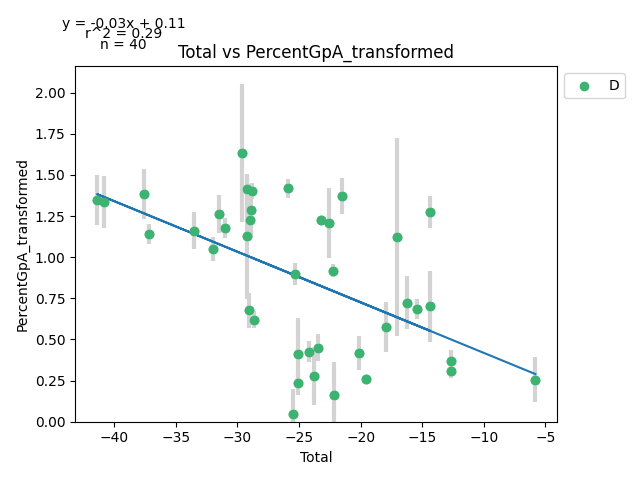 y = -0.03x + 0.11
r^2 = 0.29
n = 40
Total vs PercentGpA_transformed
D
2.00
1.75
1.50
1.25
1.00
0.75
0.50
0.25
0.00
PercentGpA_transformed
−40
−35
−30
−25
−20
−15
−10
−5
Total